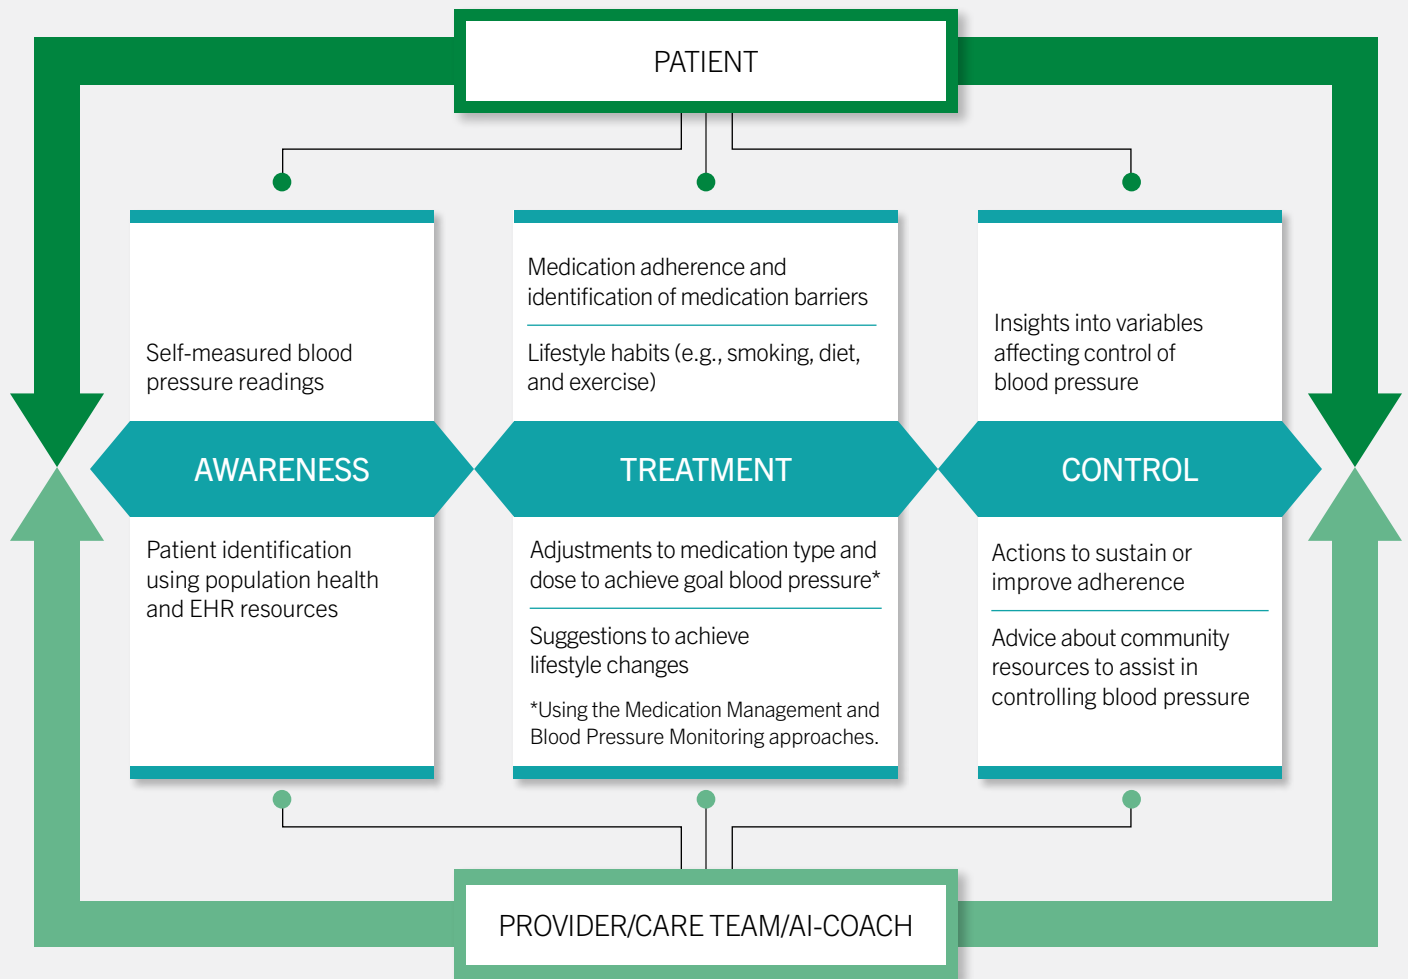 PATIENT
Self-measured blood
pressure readings
Medication adherence and
identification of medication barriers
Lifestyle habits (e.g., smoking, diet,
and exercise)
Insights into variables
affecting control of
blood pressure
AWARENESS
TREATMENT
CONTROL
Patient identification
using population health
and EHR resources
Adjustments to medication type and
dose to achieve goal blood pressure*
Suggestions to achieve
lifestyle changes
*Using the Medication Management and
Blood Pressure Monitoring approaches.
Actions to sustain or
improve adherence
Advice about community
resources to assist in
controlling blood pressure
PROVIDER/CARE TEAM/AI-COACH